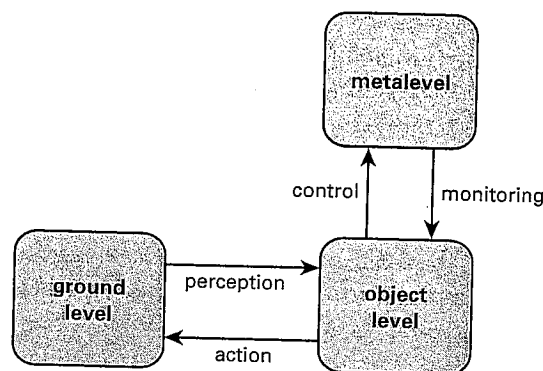 metalevel
control
monitoring
ground
level
perception
object
level
action